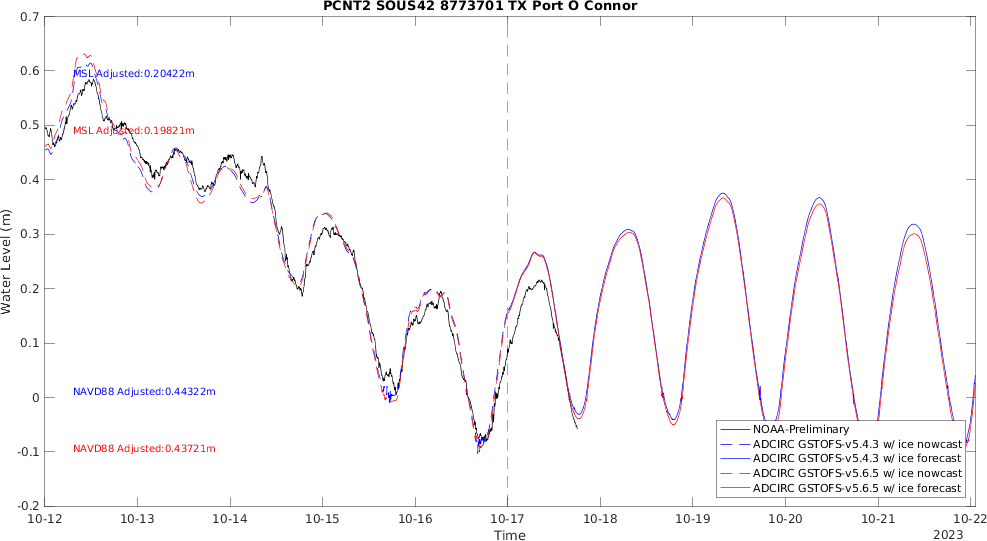 PCNT2 SOUS42 8773701 TX Port O Connor
0.7
0.6
0.5
0.4
0.3
0.2
0.1
0
-0.1
-0.2
Water Level (m)
MSL Adjusted:0.20422m
MSL Adjusted:0.19821m
NAVD88 Adjusted:0.44322m
NAVD88 Adjusted:0.43721m
NOAA-Preliminary
ADCIRC GSTOFS-v5.4.3 w/ ice nowcast
ADCIRC GSTOFS-v5.4.3 w/ ice forecast
ADCIRC GSTOFS-v5.6.5 w/ ice nowcast
ADCIRC GSTOFS-v5.6.5 w/ ice forecast
10-12 10-13 10-14 10-15 10-16 10-17 10-18 10-19 10-20 10-21 10-22
Time
2023